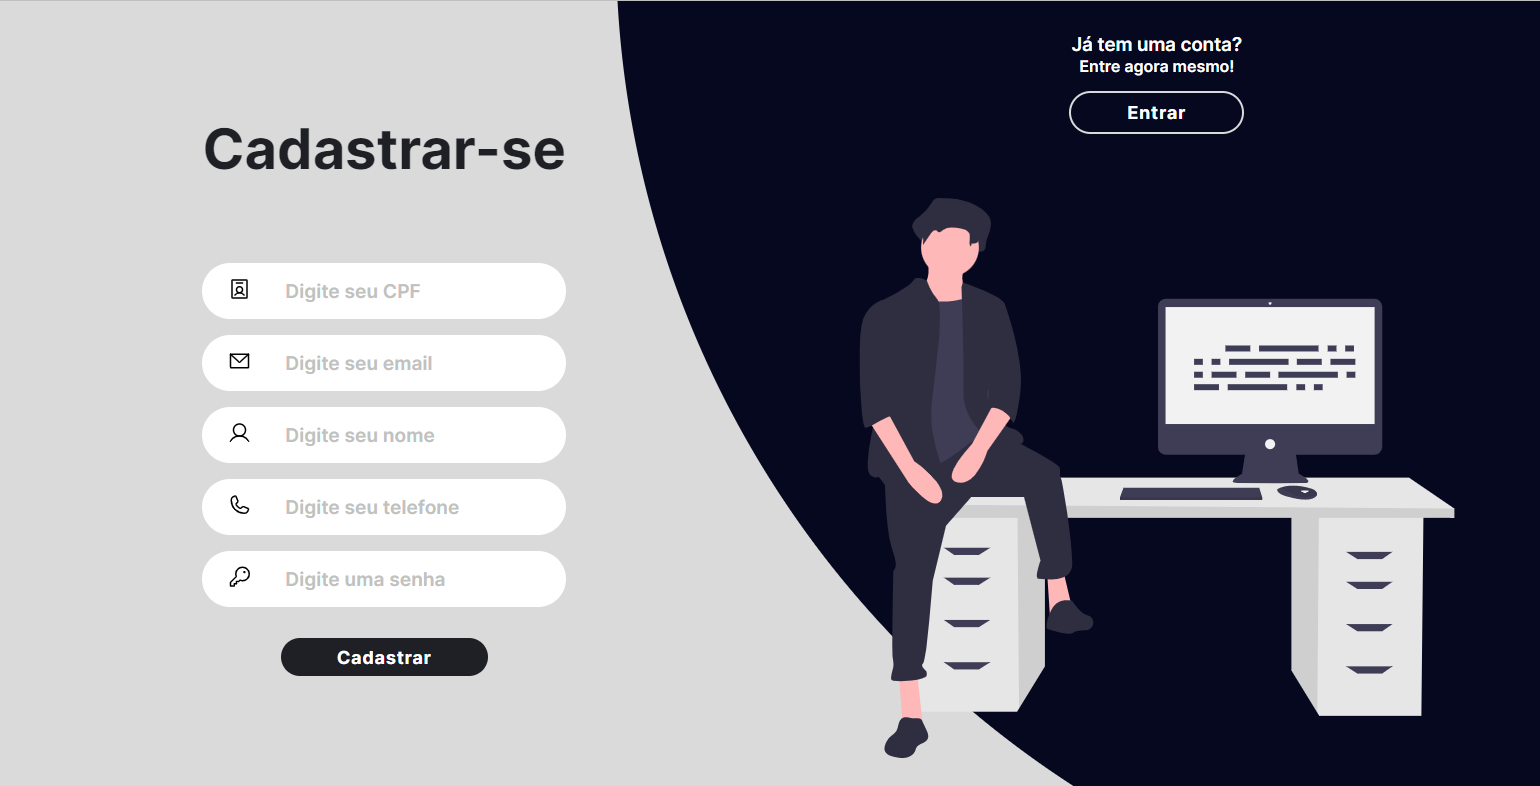 Já tem uma conta?
Entre agora mesmo!
Entrar
Cadastrar-se
Digite seu CPF
Digite seu email
Digite seu nome
Digite seu telefone
Digite uma senha
Cadastrar